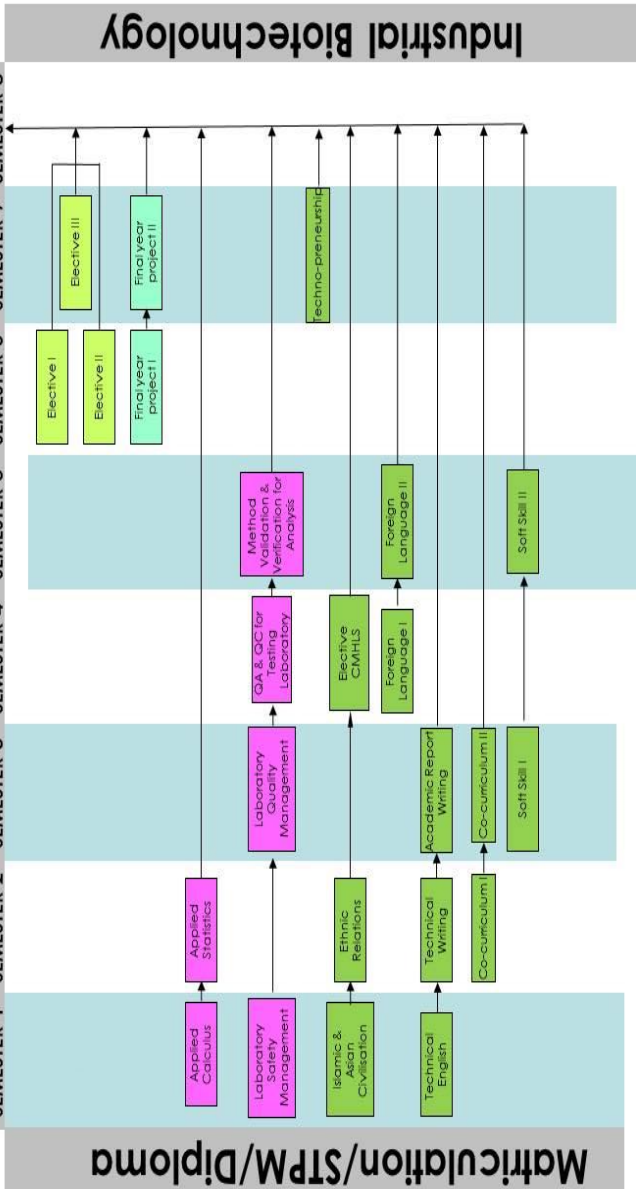 Matriculation/STPM/Diploma
Elective I
Elective III
Elective II
Final year
project I
Final year
project II
Applied
Calculus
Applied
Statistics
Laboratory
Safety
Management
Laboratory
Quality
Management
QA & QC for
Testing
Laboratory
Method
Validation &
Verification for
Analysis
Techno-preneurship
Islamic &
Asian
Civilisation
Ethnic
Relations
Elective
CMHLS
Foreign
Language I
Foreign
Language II
Technical
English
Technical
Writing
Academic Report
Writing
Co-curriculum I
Co-curriculum II
Soft Skill I
Soft Skill II
Industrial Biotechnology